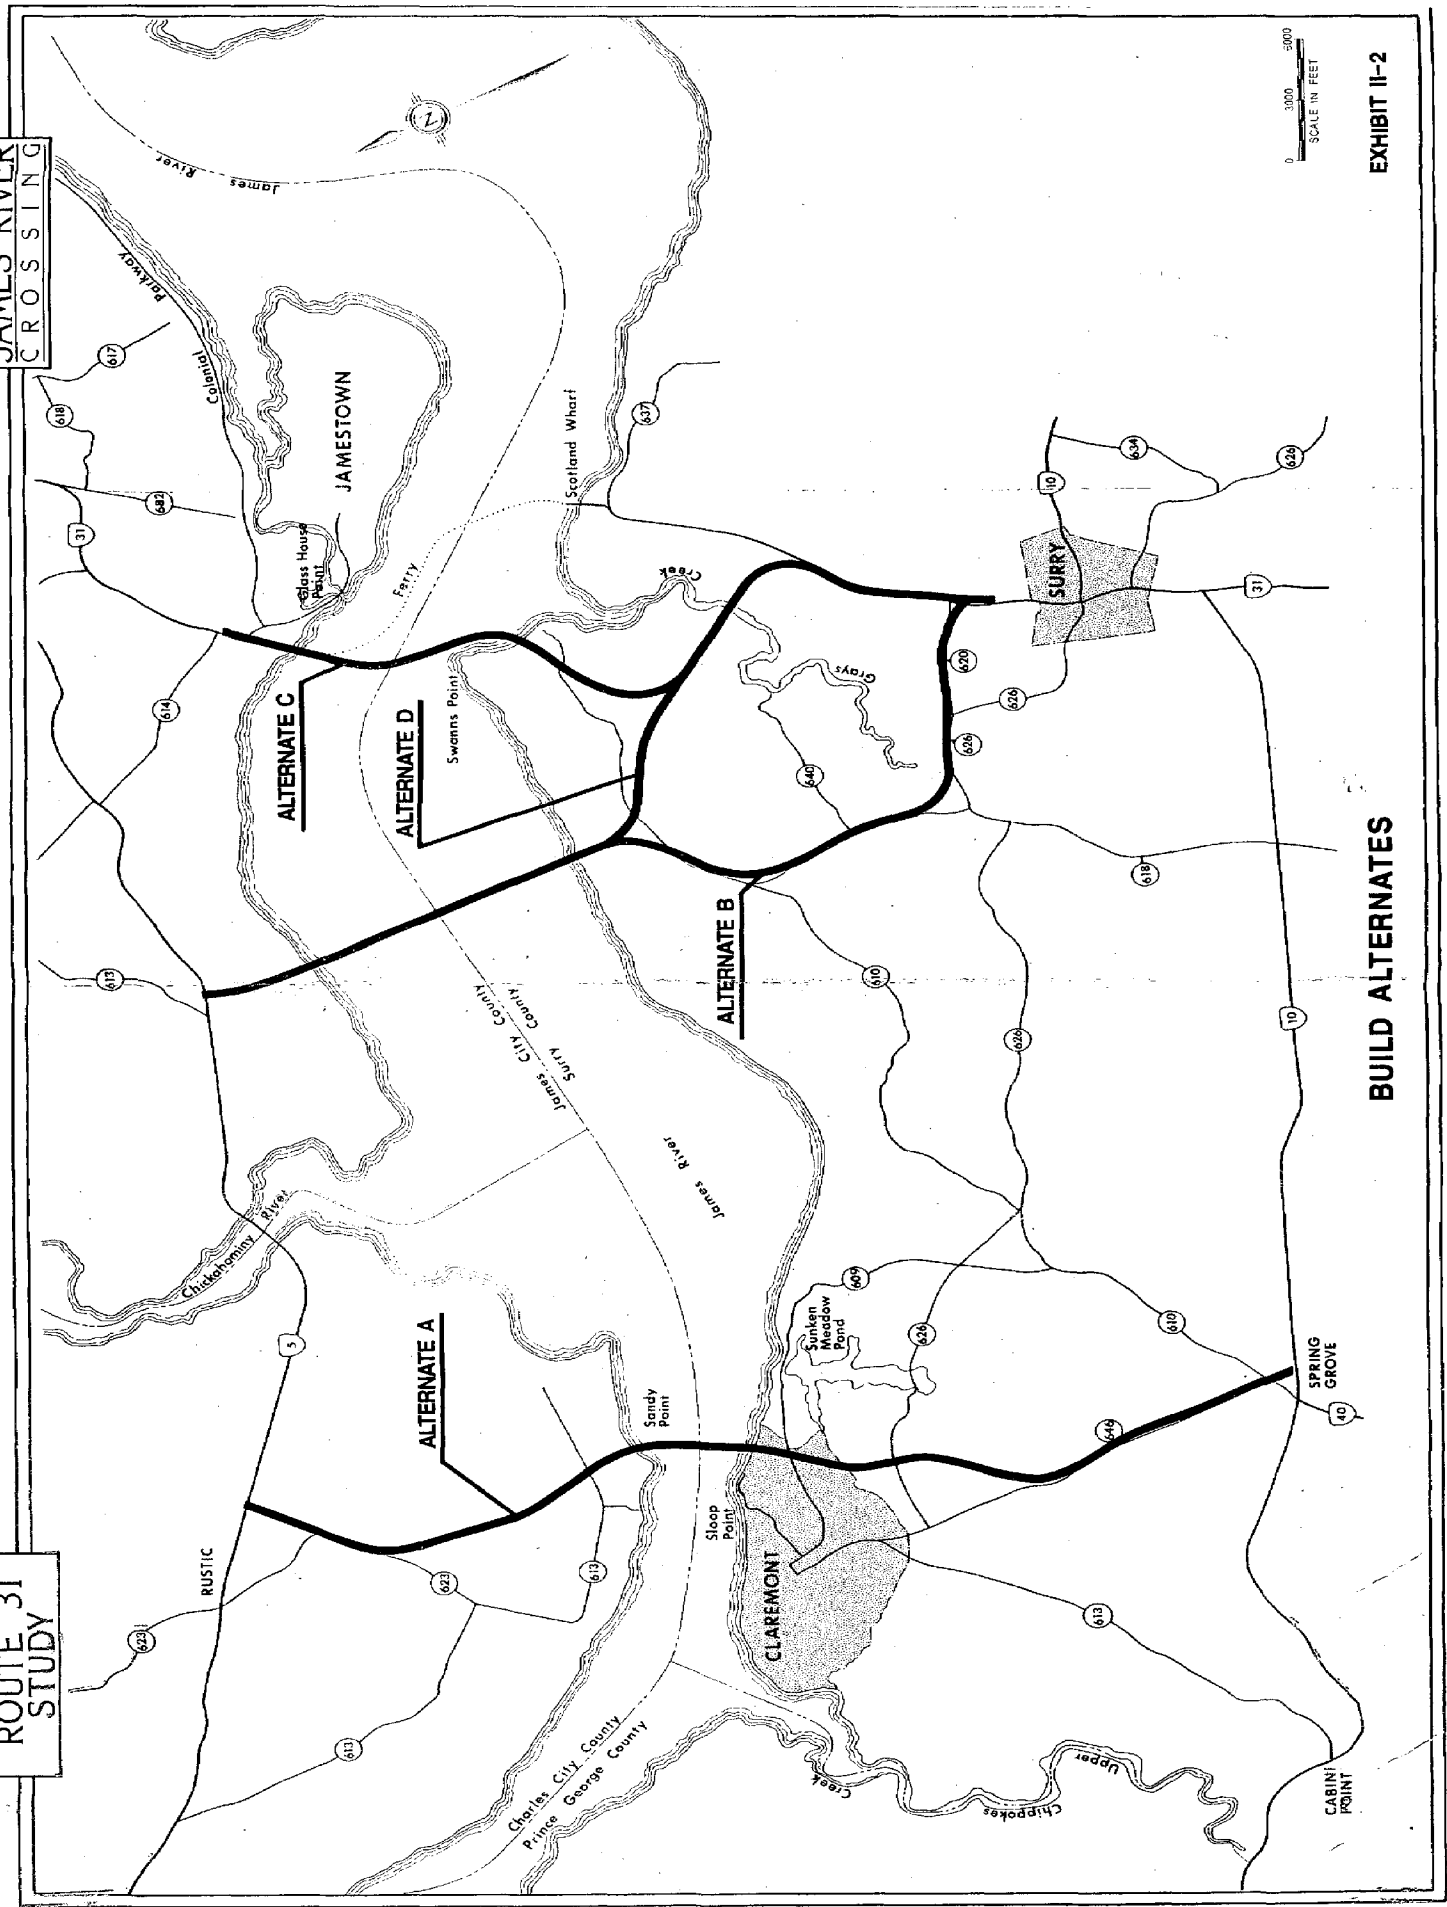 ROUTE 31
STUDY
JAMES RIVER
CROSSING
623
RUSTIC
5
613
613
614
31
682
618
617
Colonial
Parkway
James
River
Chickahominy
River
613
623
613
ALTERNATE A
ALTERNATE C
ALTERNATE D
ALTERNATE B
Glass House
Point
JAMESTOWN
Ferry
Swanns Point
Scotland Wharf
Z
Charles City County
Prince George County
James City County
Surry County
James River
Sandy
Point
Sloop
Point
CLAREMONT
Sunken
Meadow
Pond
609
626
610
646
613
610
626
618
640
626
626
620
Grays
Creek
637
SURRY
10
634
626
31
10
40
SPRING
GROVE
Upper
Chippokes
Creek
CABIN
POINT
0 3000 6000
SCALE IN FEET
BUILD ALTERNATES
EXHIBIT II-2